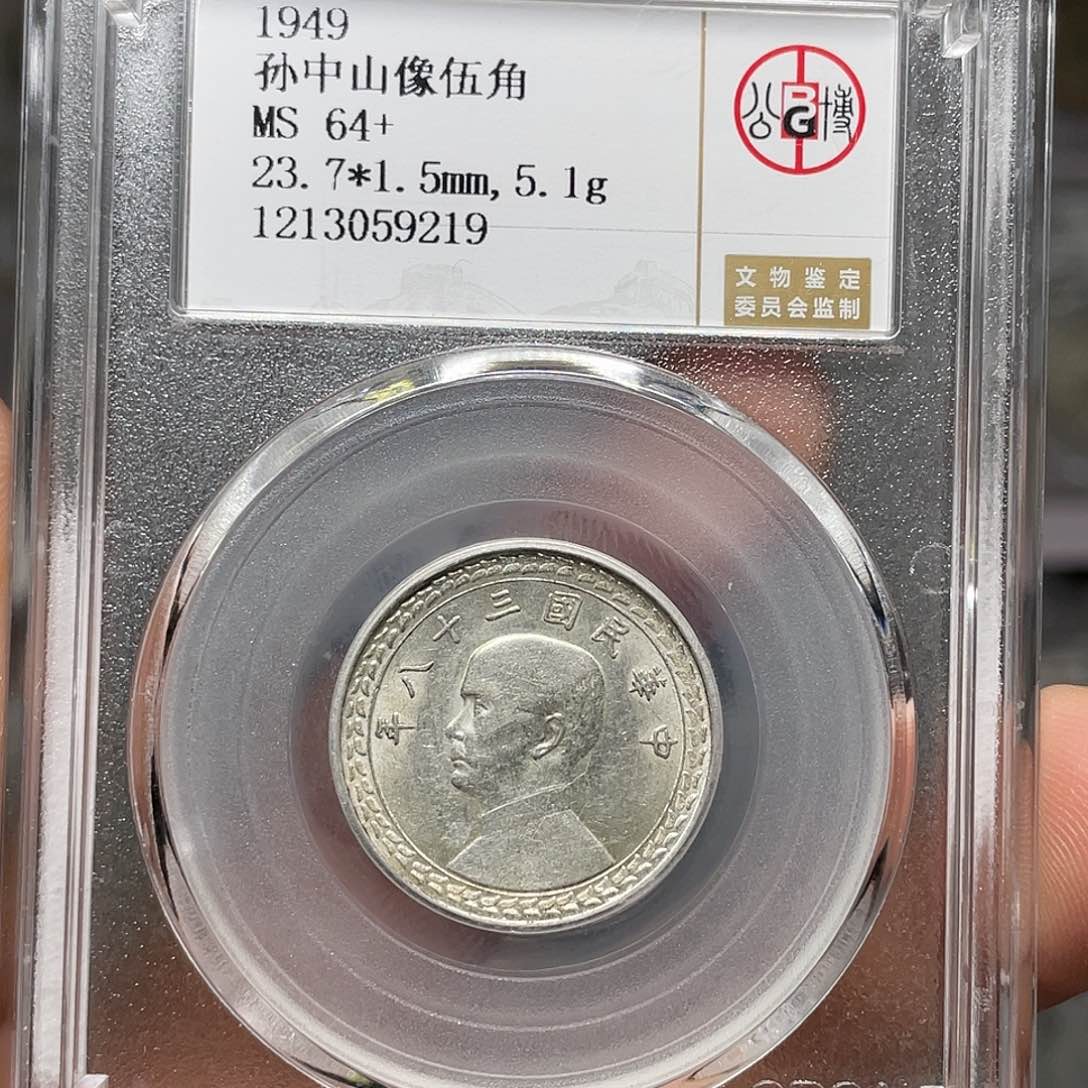 1949
孙中山像伍角
MS 64+
23.7*1.5mm,5.1g
1213059219
公 BG 博
文物鉴定
委员会监制
中華民國三十八年